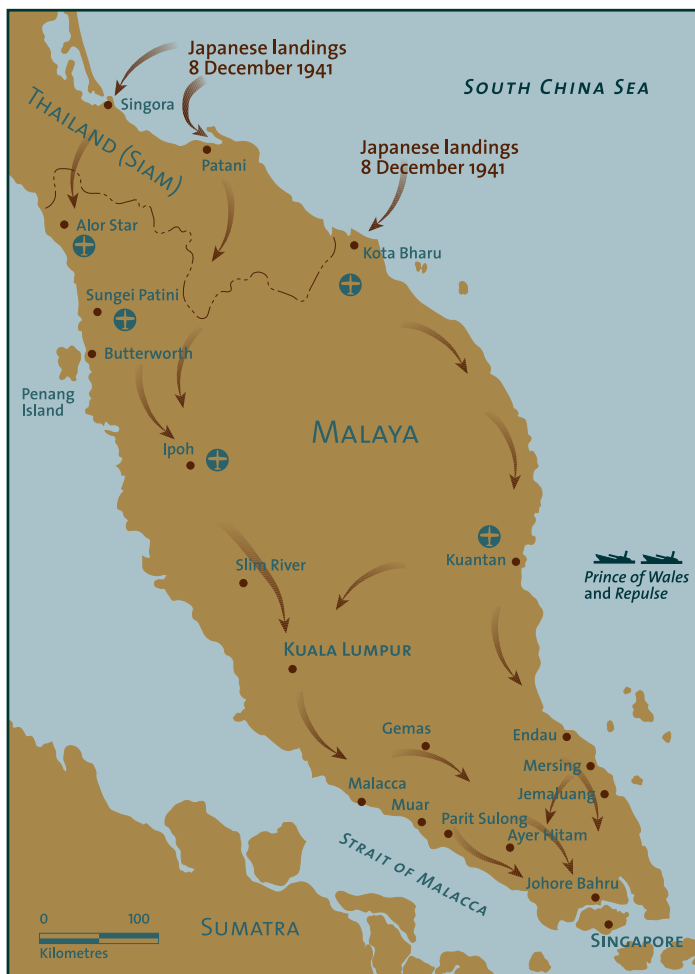 Japanese landings
8 December 1941
SOUTH CHINA SEA
Singora
THAILAND (SIAM)
Patani
Japanese landings
8 December 1941
Alor Star
Kota Bharu
Sungei Patini
Butterworth
Penang
Island
MALAYA
Ipoh
Kuantan
Slim River
Prince of Wales
and Repulse
KUALA LUMPUR
Gemas
Endau
Mersing
Malacca
Jemaluang
Muar
Parit Sulong
Ayer Hitam
STRAIT OF MALACCA
Johore Bahru
0 100
Kilometres
SUMATRA
SINGAPORE